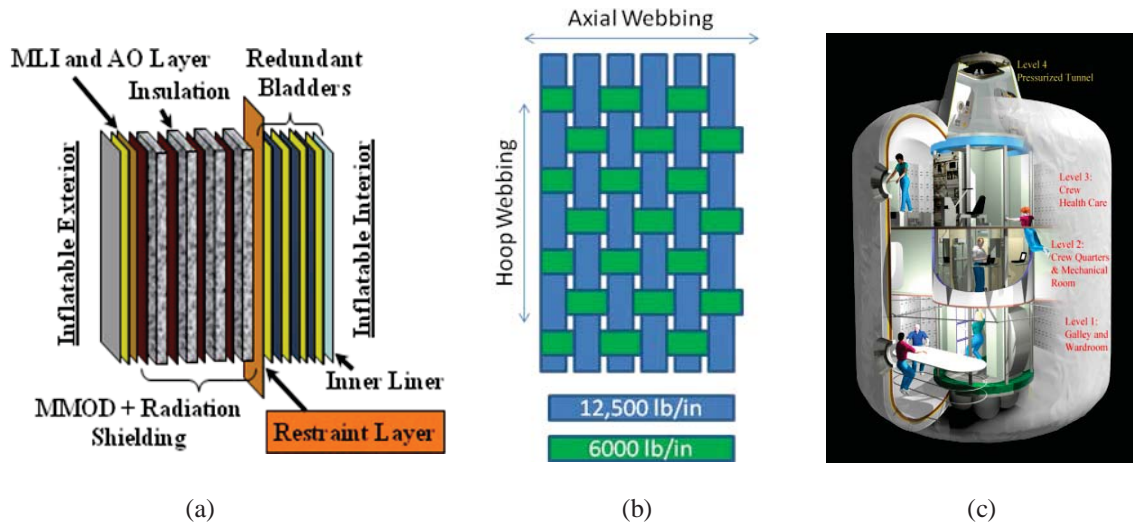 MLI and AO Layer
Insulation
Redundant
Bladders
Inflatable Exterior
Inflatable Interior
Inner Liner
MMOD + Radiation
Shielding
Restraint Layer
(a)
Axial Webbing
Hoop Webbing
12,500 lb/in
6000 lb/in
(b)
Level 4
Pressurized Tunnel
Level 3:
Crew
Health Care
Level 2:
Crew Quarters
& Mechanical
Room
Level 1:
Galley and
Wardroom
(c)